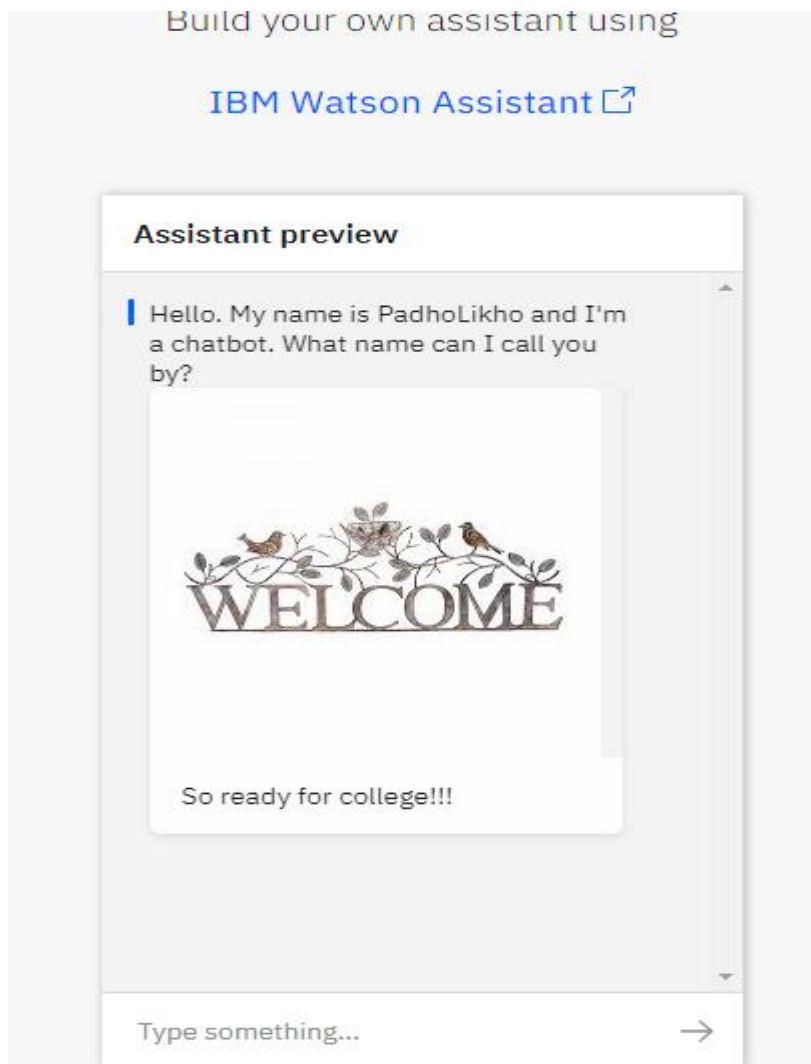 Build your own assistant using
IBM Watson Assistant
Assistant preview
Hello. My name is PadhoLikho and I'm
a chatbot. What name can I call you
by?
WELCOME
So ready for college!!!
Type something...